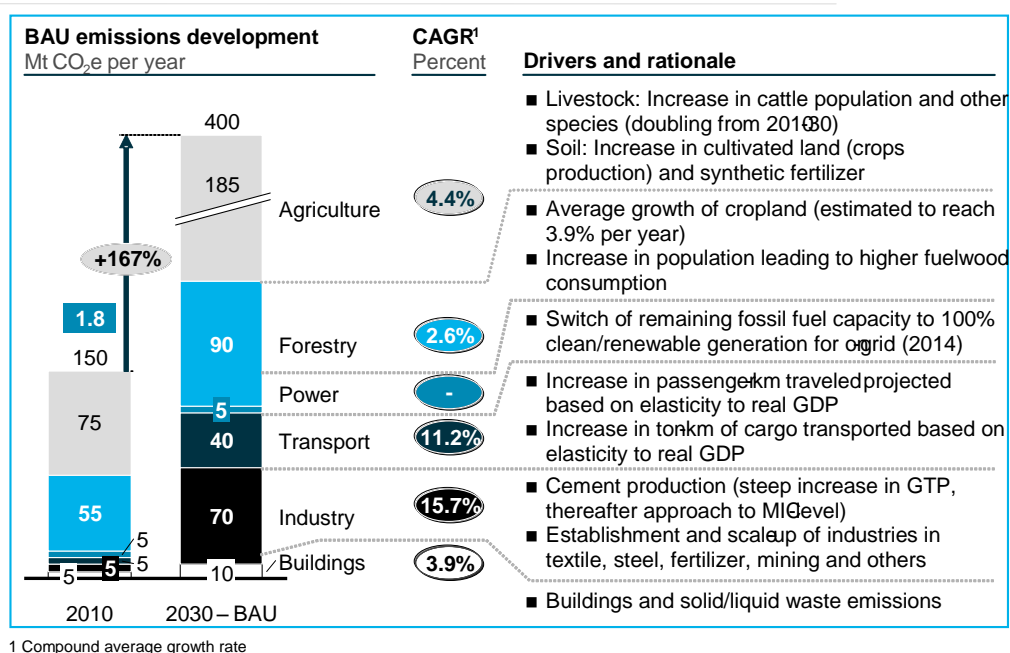 BAU emissions development
Mt CO₂e per year
CAGR¹
Percent
Drivers and rationale
400
185
Agriculture
4.4%
+167%
1.8
150
75
90
Forestry
2.6%
Power
-
5
40
Transport
11.2%
55
70
Industry
15.7%
5
5
5
5
10
Buildings
3.9%
2010
2030 – BAU
■ Livestock: Increase in cattle population and other
species (doubling from 2010-30)
■ Soil: Increase in cultivated land (crops
production) and synthetic fertilizer
■ Average growth of cropland (estimated to reach
3.9% per year)
■ Increase in population leading to higher fuelwood
consumption
■ Switch of remaining fossil fuel capacity to 100%
clean/renewable generation for on-grid (2014)
■ Increase in passenger-km traveled projected
based on elasticity to real GDP
■ Increase in ton-km of cargo transported based on
elasticity to real GDP
■ Cement production (steep increase in GTP,
thereafter approach to MIC-level)
■ Establishment and scale-up of industries in
textile, steel, fertilizer, mining and others
■ Buildings and solid/liquid waste emissions
1 Compound average growth rate